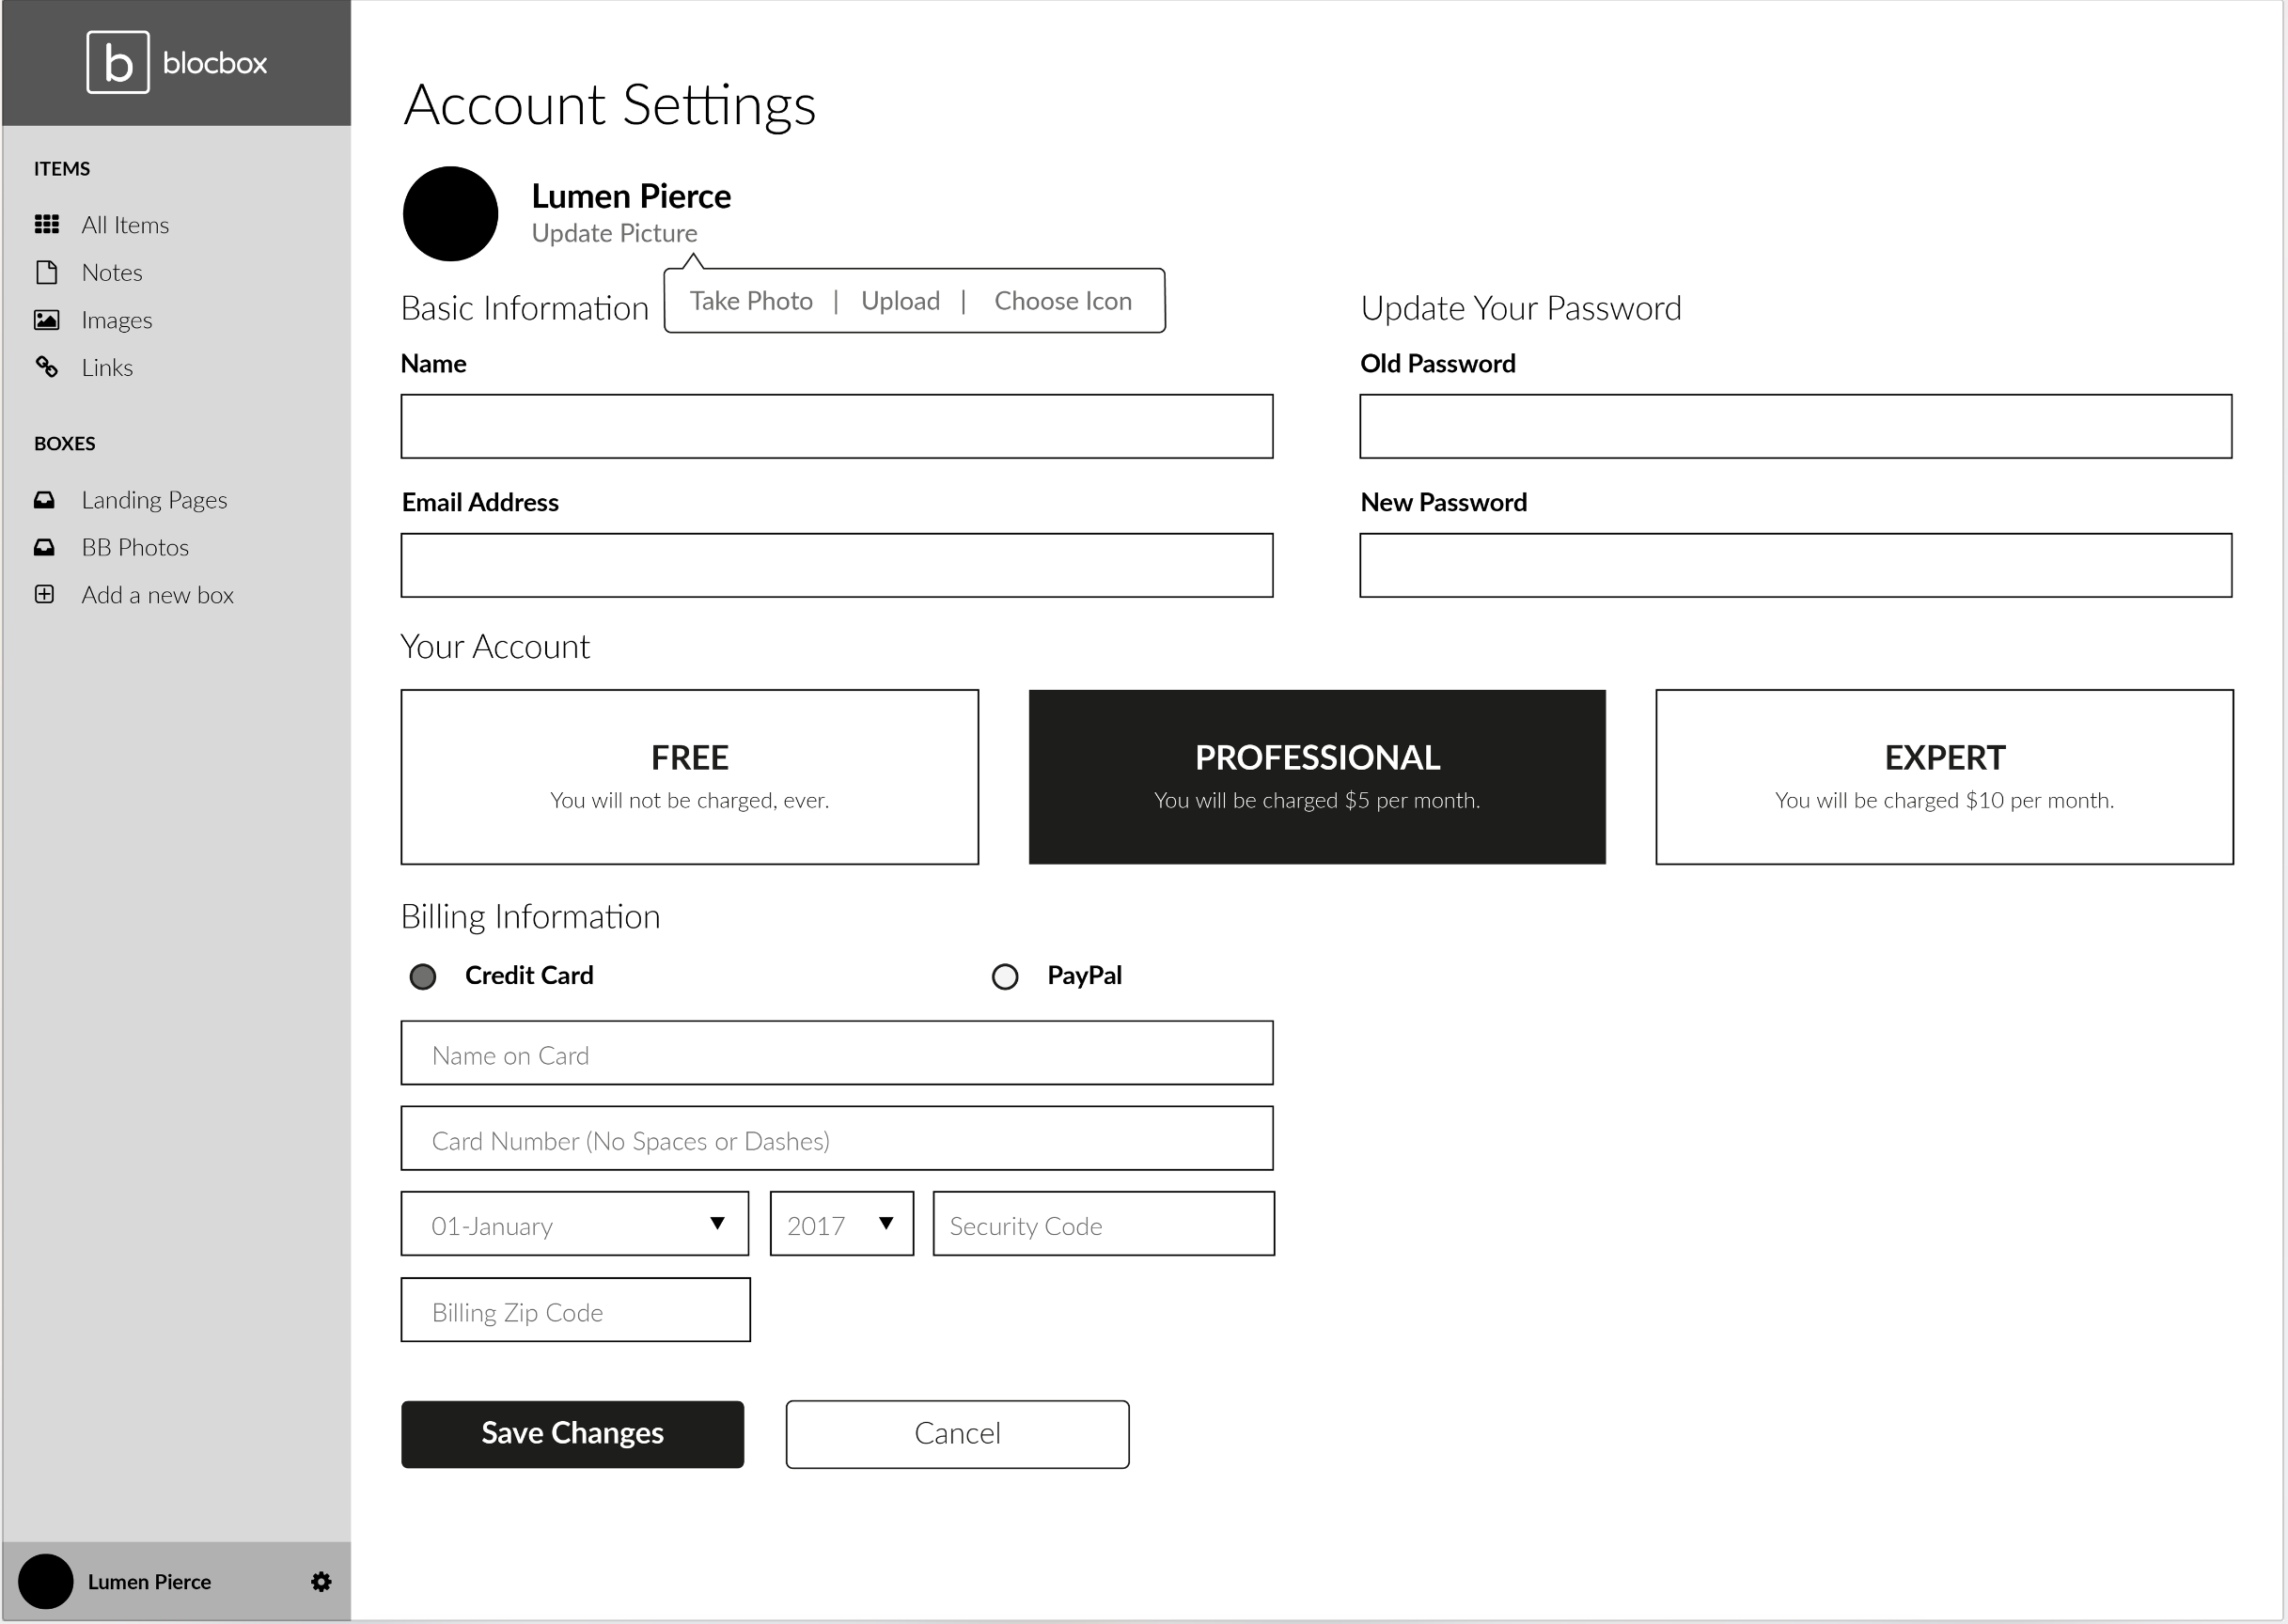 b blocbox
ITEMS
All Items
Notes
Images
Links
BOXES
Landing Pages
BB Photos
Add a new box
Lumen Pierce
Account Settings
Lumen Pierce
Update Picture
Take Photo | Upload | Choose Icon
Basic Information
Name
Email Address
Update Your Password
Old Password
New Password
Your Account
FREE
You will not be charged, ever.
PROFESSIONAL
You will be charged $5 per month.
EXPERT
You will be charged $10 per month.
Billing Information
Credit Card
PayPal
Name on Card
Card Number (No Spaces or Dashes)
01-January
2017
Security Code
Billing Zip Code
Save Changes
Cancel